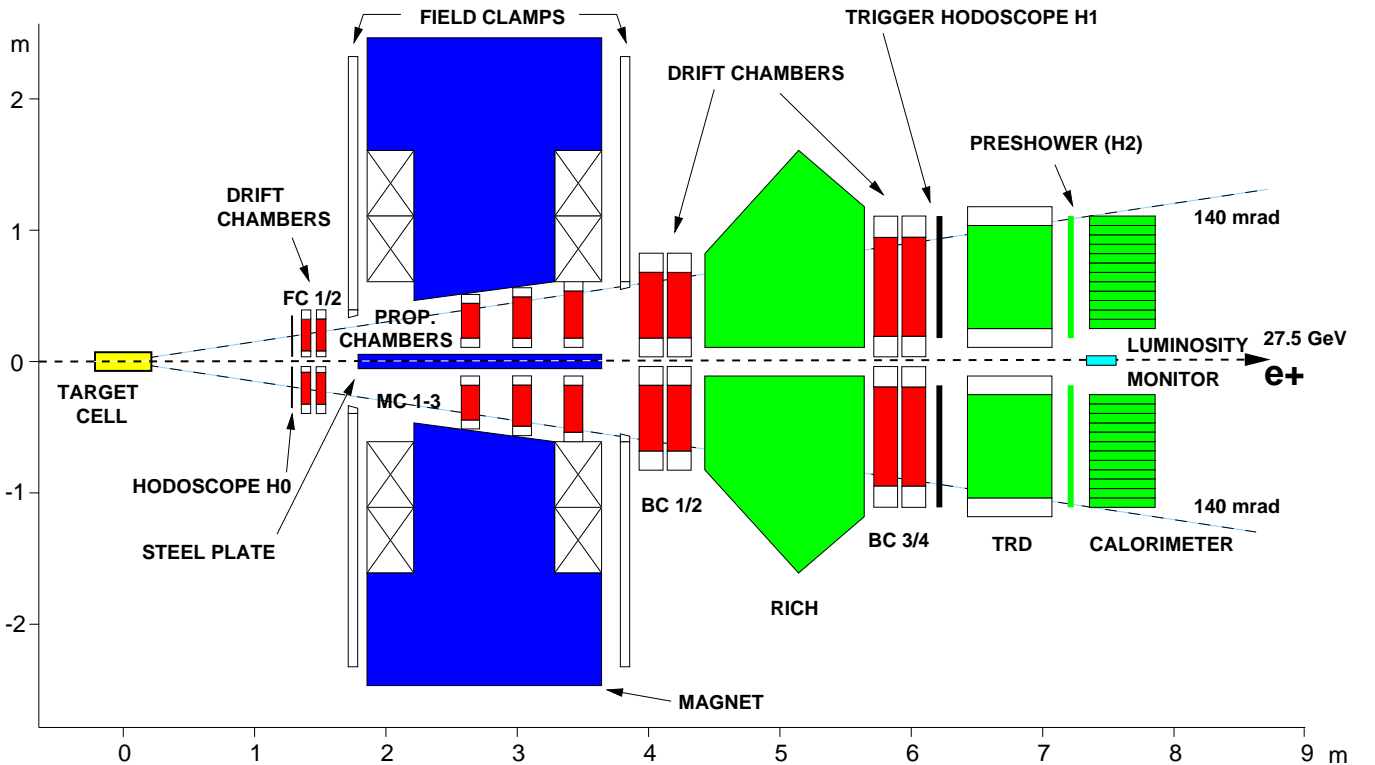 FIELD CLAMPS
TRIGGER HODOSCOPE H1
m
DRIFT CHAMBERS
2
PRESHOWER (H2)
DRIFT
CHAMBERS
1
140 mrad
FC 1/2
PROP.
CHAMBERS
27.5 GeV
LUMINOSITY
0
e+
MONITOR
TARGET
CELL
MC 1-3
HODOSCOPE H0
-1
BC 1/2
140 mrad
STEEL PLATE
BC 3/4
TRD
CALORIMETER
RICH
-2
MAGNET
0 1 2 3 4 5 6 7 8 9 m